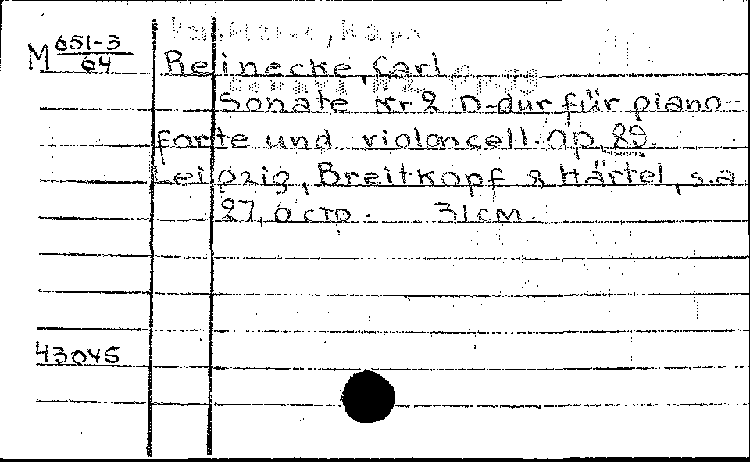 M 651-3
64
Reinecke, Carl
Sonate Nr 2 D-dur für piano-
forte und violoncell. Op. 89.
Leipzig, Breitkopf & Härtel, s.a.
27, 8 стр. 31 см.
43045